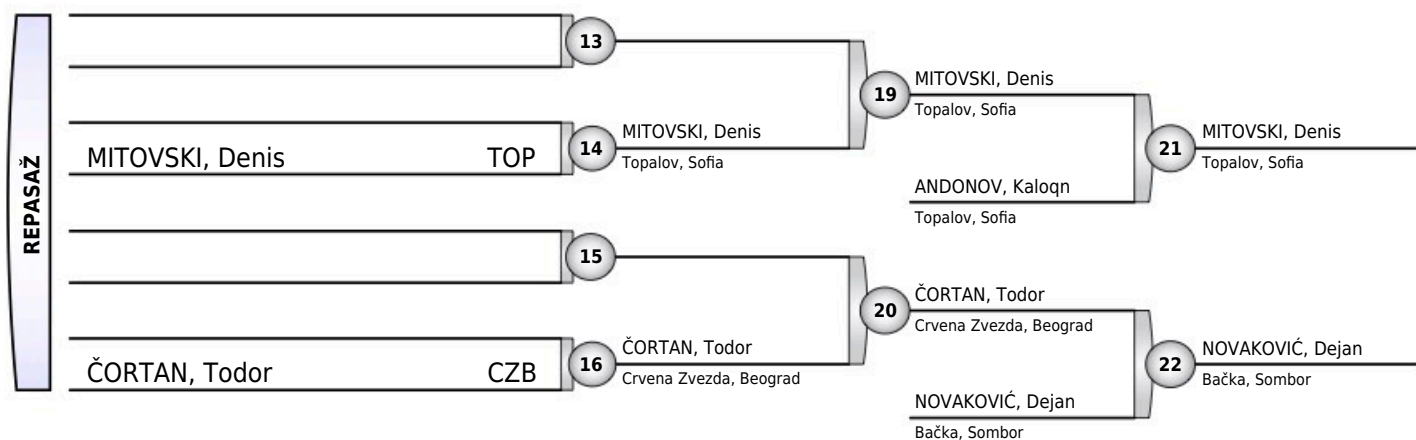 REPASAŽ
13
19
MITOVSKI, Denis
Topalov, Sofia
MITOVSKI, Denis TOP
14
MITOVSKI, Denis
Topalov, Sofia
21
MITOVSKI, Denis
Topalov, Sofia
ANDONOV, Kaloqn
Topalov, Sofia
15
20
ČORTAN, Todor
Crvena Zvezda, Beograd
ČORTAN, Todor CZB
16
ČORTAN, Todor
Crvena Zvezda, Beograd
22
NOVAKOVIĆ, Dejan
Bačka, Sombor
NOVAKOVIĆ, Dejan
Bačka, Sombor